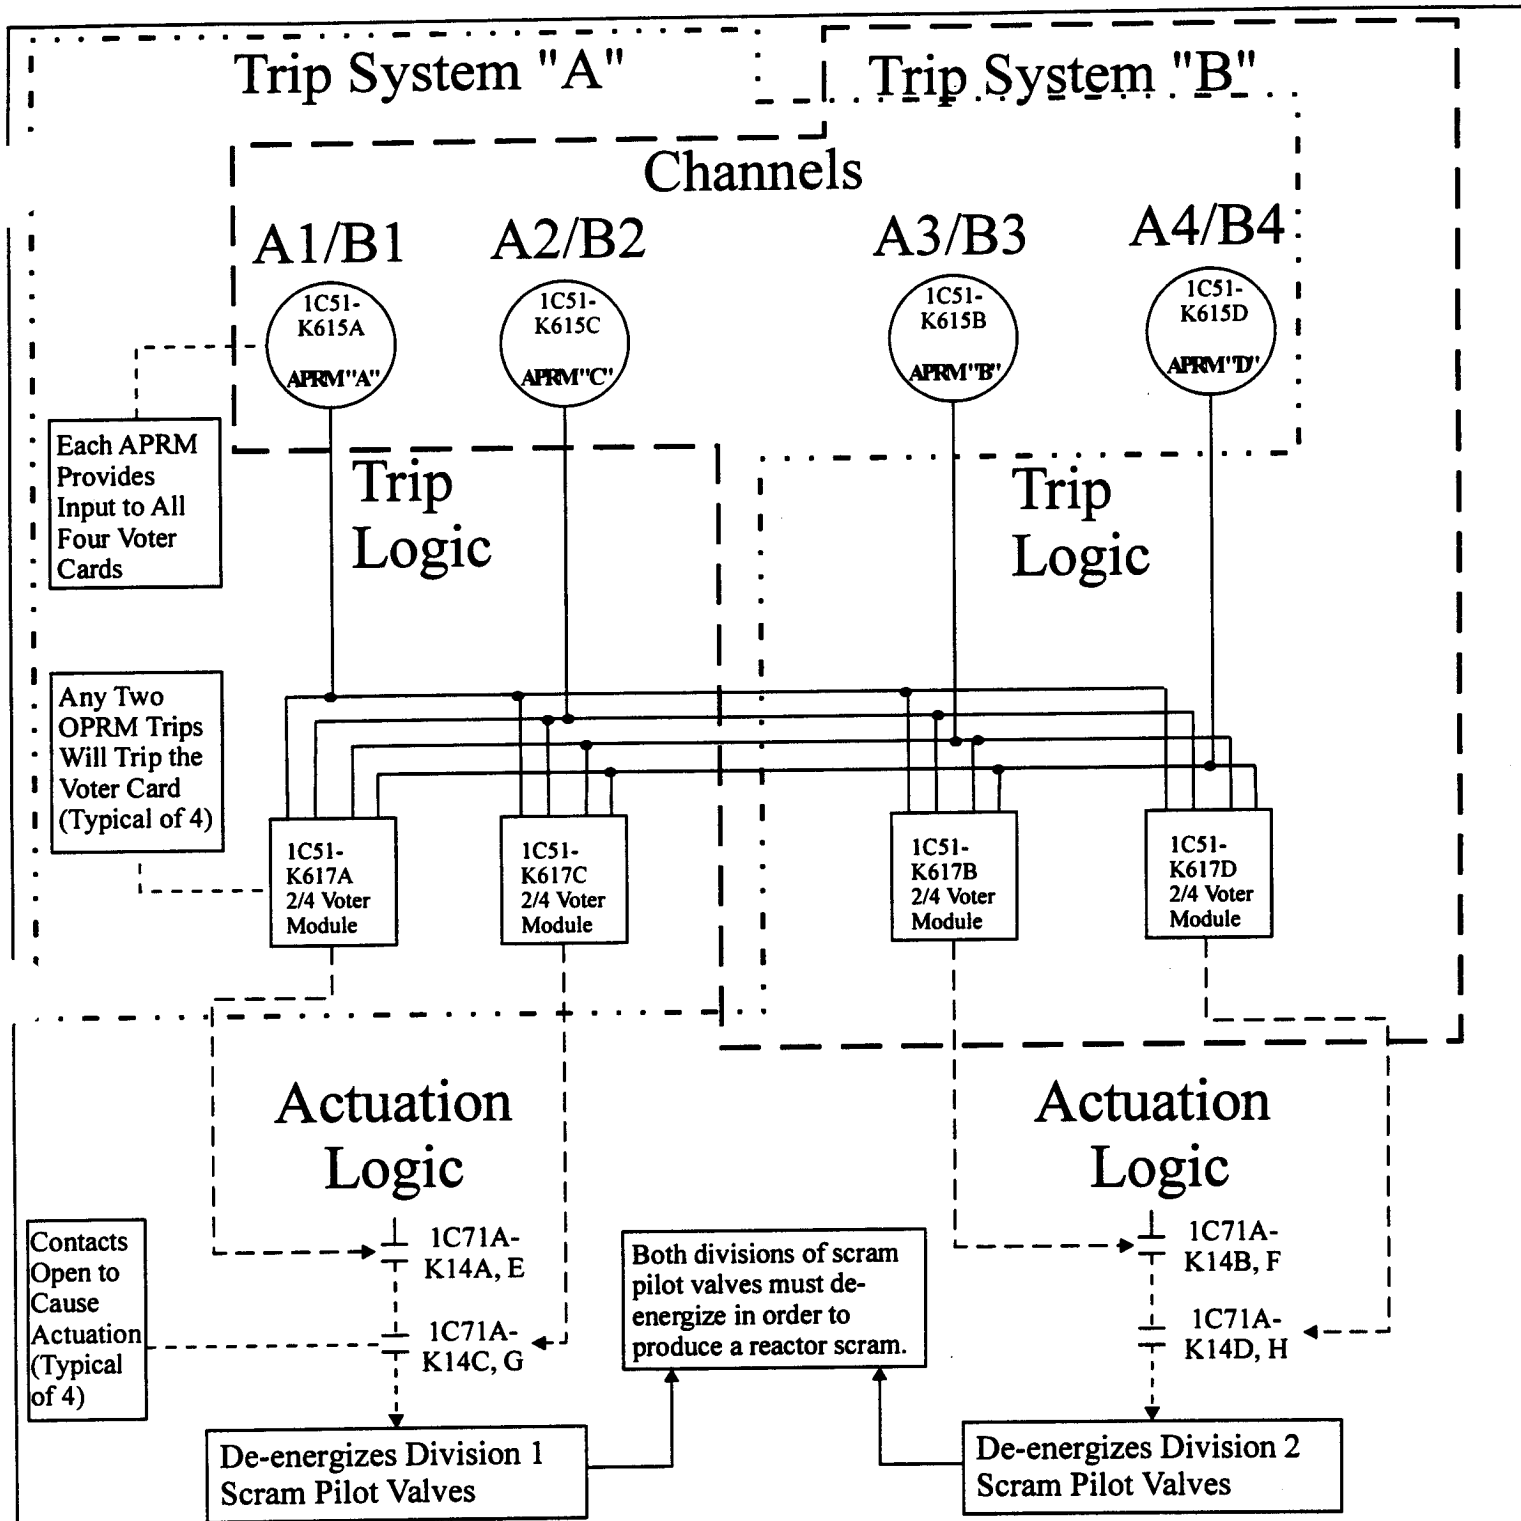 Trip System "A"
Trip System "B"
Channels
A1/B1
A2/B2
A3/B3
A4/B4
1C51-
K615A
APRM"A"
1C51-
K615C
APRM"C"
1C51-
K615B
APRM"B"
1C51-
K615D
APRM"D"
Each APRM
Provides
Input to All
Four Voter
Cards
Trip
Logic
Trip
Logic
Any Two
OPRM Trips
Will Trip the
Voter Card
(Typical of 4)
1C51-
K617A
2/4 Voter
Module
1C51-
K617C
2/4 Voter
Module
1C51-
K617B
2/4 Voter
Module
1C51-
K617D
2/4 Voter
Module
Actuation
Logic
Actuation
Logic
Contacts
Open to
Cause
Actuation
(Typical
of 4)
1C71A-
K14A, E
1C71A-
K14C, G
Both divisions of scram
pilot valves must de-
energize in order to
produce a reactor scram.
1C71A-
K14B, F
1C71A-
K14D, H
De-energizes Division 1
Scram Pilot Valves
De-energizes Division 2
Scram Pilot Valves